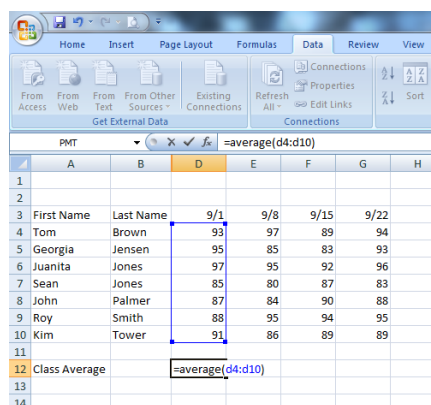 Home Insert Page Layout Formulas Data Review View
Connections
From Access From Web From Text From Other Sources Existing Connections Refresh All Properties Sort
Edit Links
Get External Data Connections
PMT fx =average(d4:d10)
A B D E F G H
1
2
3 First Name Last Name 9/1 9/8 9/15 9/22
4 Tom Brown 93 97 89 94
5 Georgia Jensen 95 85 83 93
6 Juanita Jones 97 95 92 96
7 Sean Jones 85 80 87 83
8 John Palmer 87 84 90 88
9 Roy Smith 88 95 94 95
10 Kim Tower 91 86 89 89
11
12 Class Average =average(d4:d10)
13
14